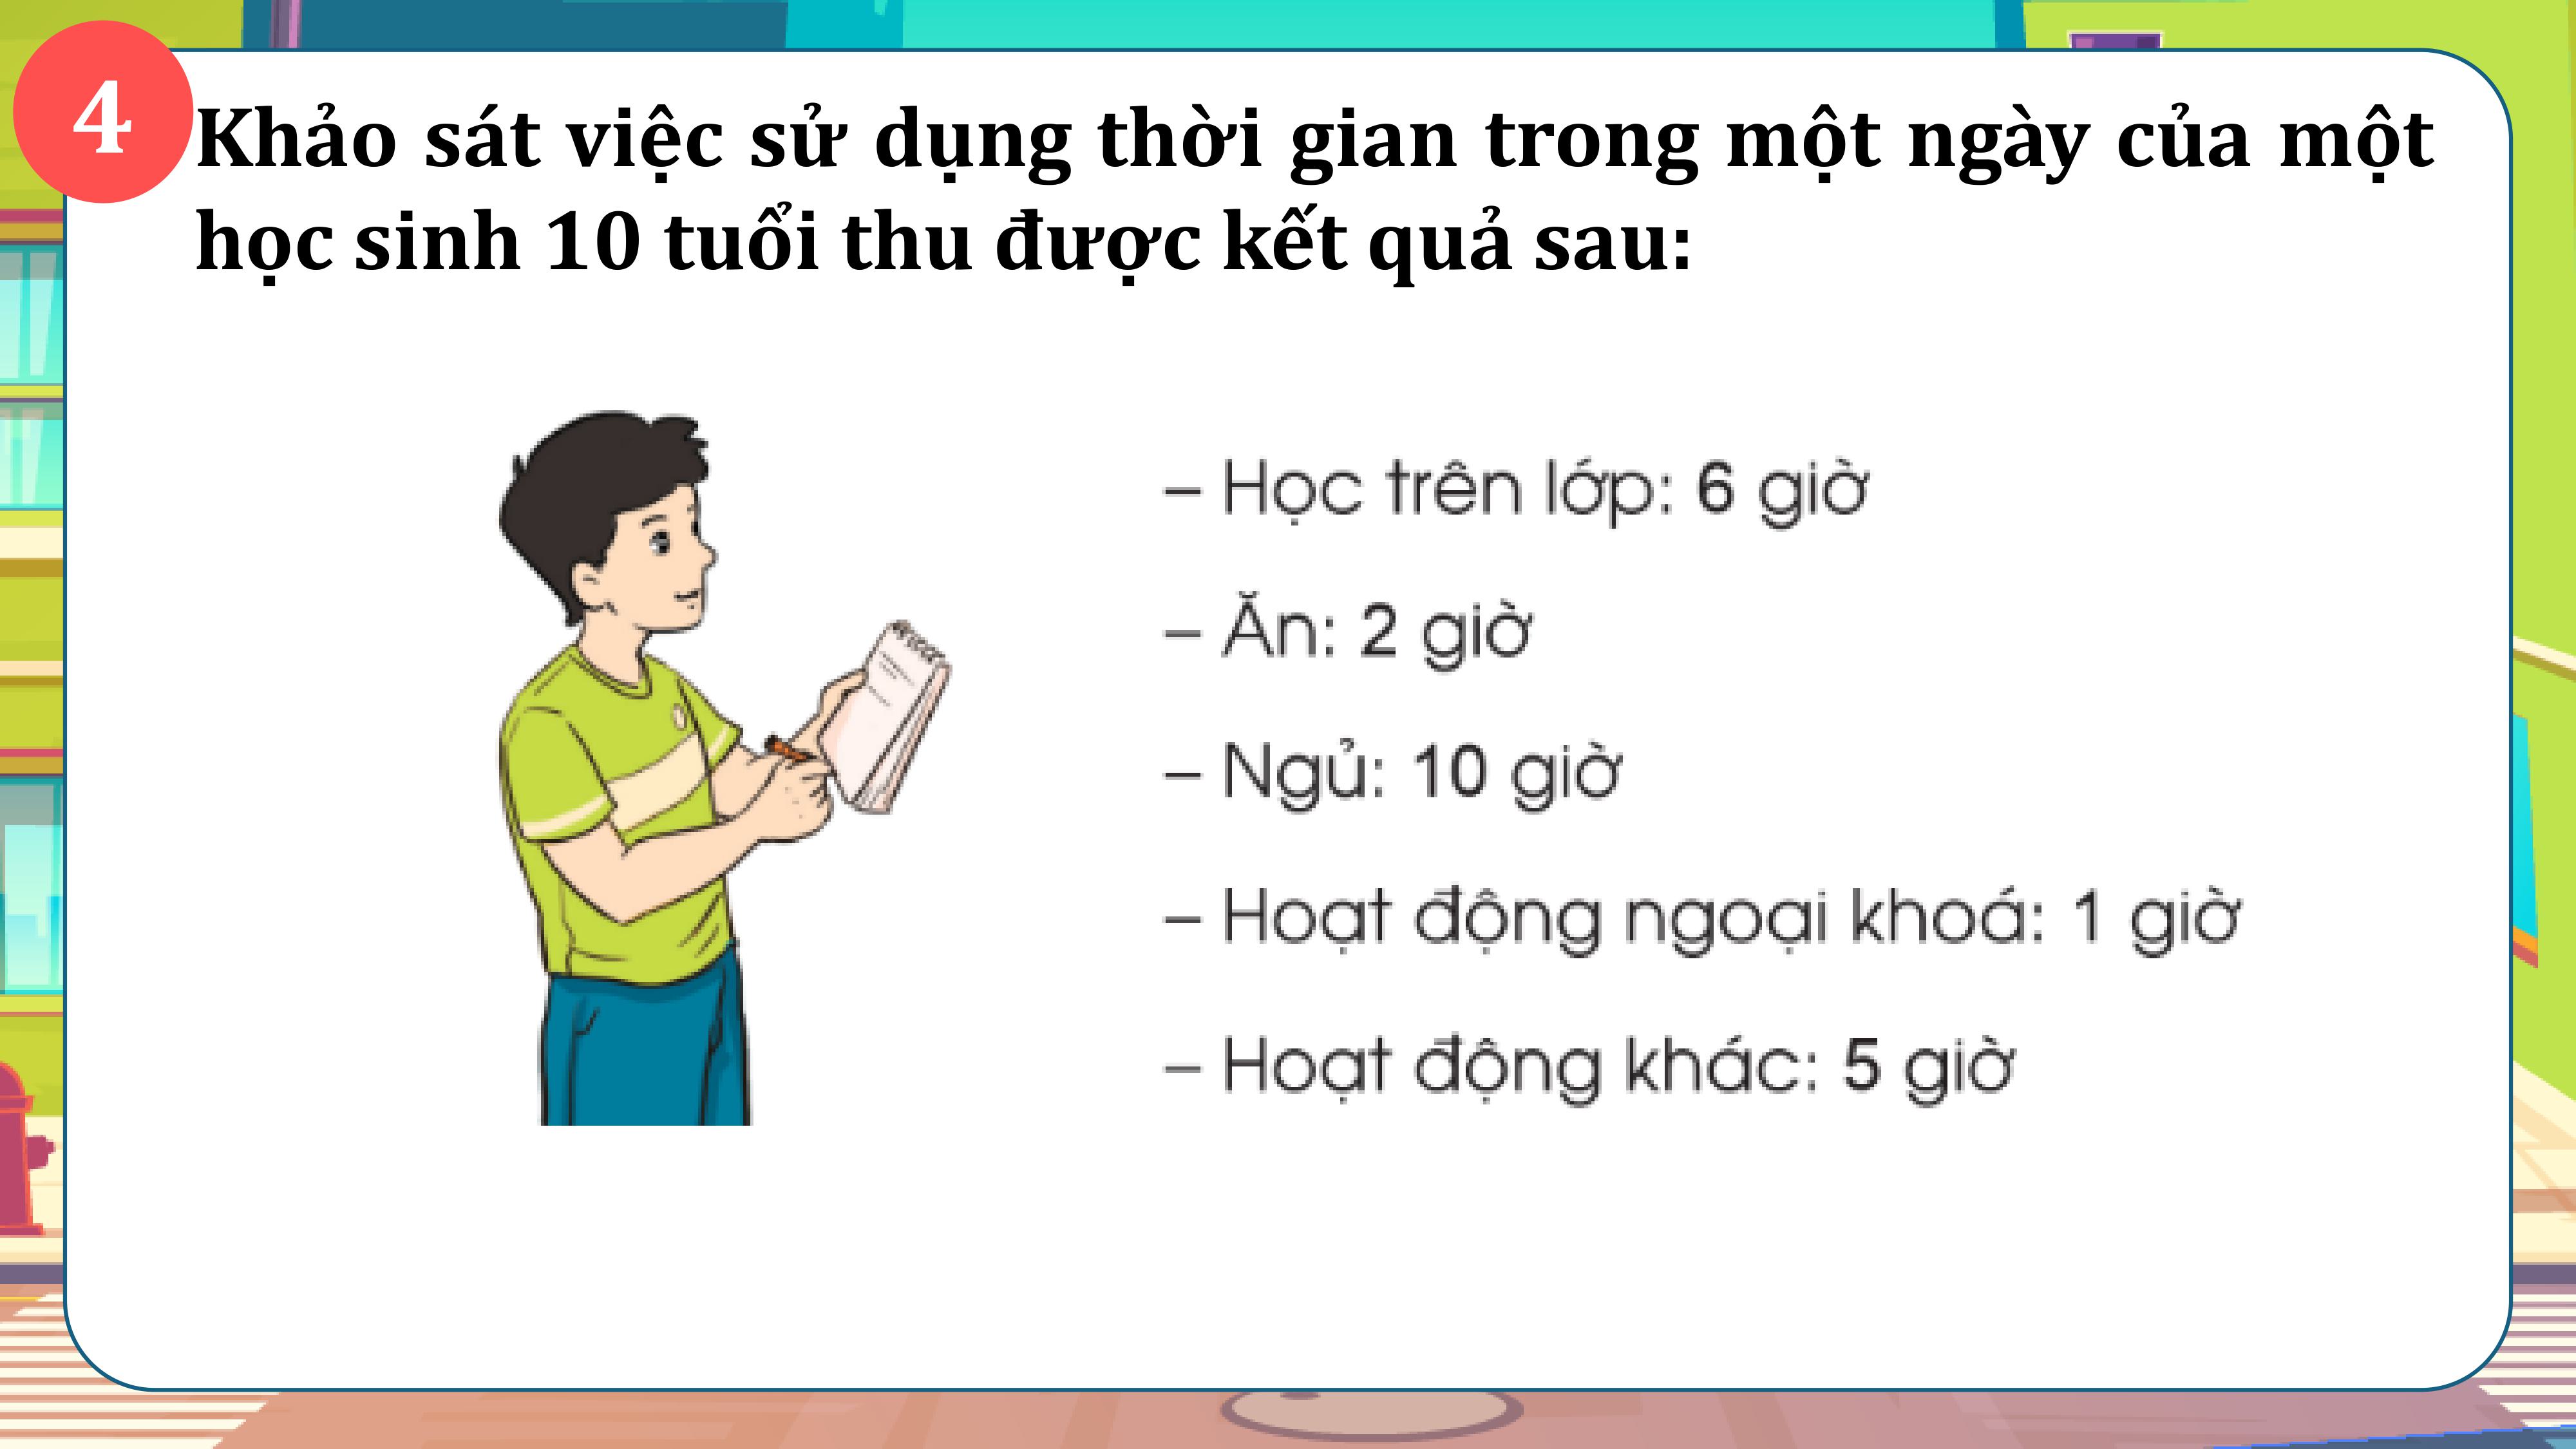 4
Khảo sát việc sử dụng thời gian trong một ngày của một
học sinh 10 tuổi thu được kết quả sau:
– Học trên lớp: 6 giờ
– Ăn: 2 giờ
– Ngủ: 10 giờ
– Hoạt động ngoại khoá: 1 giờ
– Hoạt động khác: 5 giờ